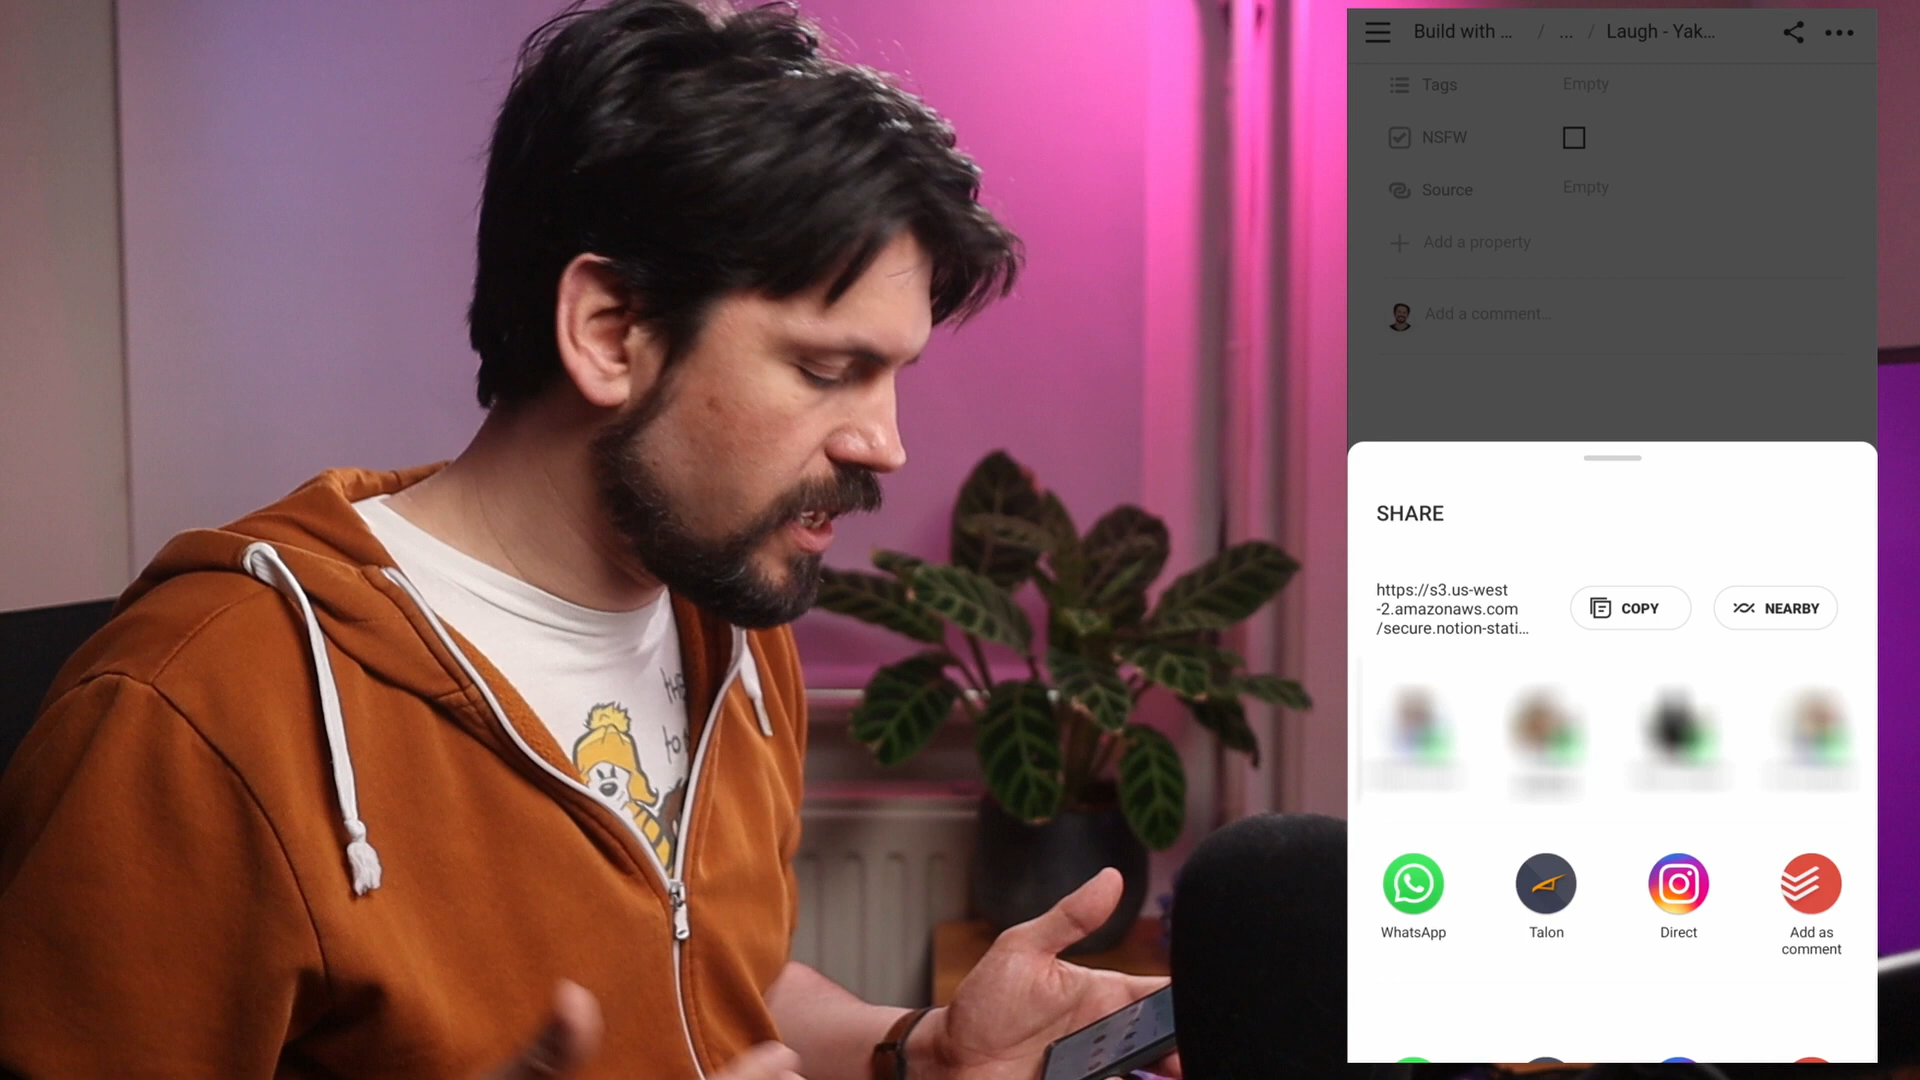 Build with ... / ... / Laugh - Yak...
Tags Empty
NSFW
Source Empty
Add a property
Add a comment...
SHARE
https://s3.us-west
-2.amazonaws.com
/secure.notion-stati...
COPY
NEARBY
WhatsApp
Talon
Direct
Add as
comment
to